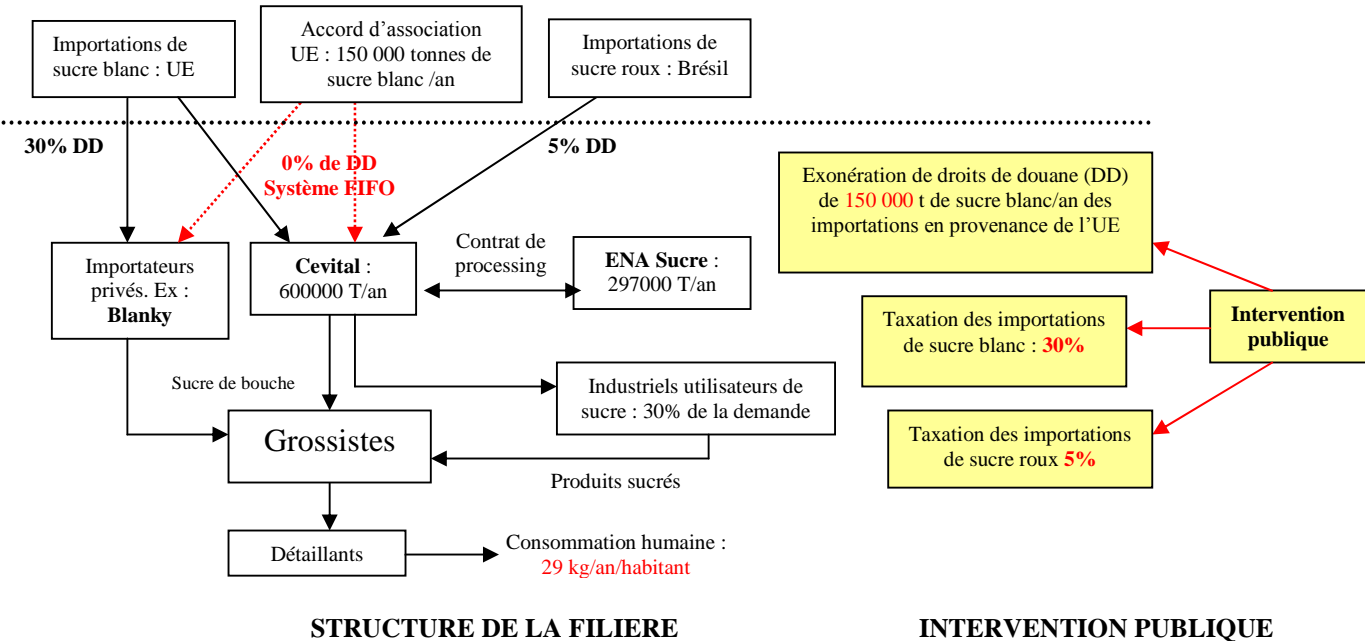 Importations de
sucre blanc : UE
Accord d’association
UE : 150 000 tonnes de
sucre blanc /an
Importations de
sucre roux : Brésil
30% DD
0% de DD
Système FIFO
5% DD
Importateurs
privés. Ex :
Blanky
Cevital :
600000 T/an
Contrat de
processing
ENA Sucre :
297000 T/an
Sucre de bouche
Industriels utilisateurs de
sucre : 30% de la demande
Grossistes
Produits sucrés
Détaillants
Consommation humaine :
29 kg/an/habitant
STRUCTURE DE LA FILIERE
Exonération de droits de douane (DD)
de 150 000 t de sucre blanc/an des
importations en provenance de l’UE
Taxation des importations
de sucre blanc : 30%
Intervention
publique
Taxation des importations
de sucre roux 5%
INTERVENTION PUBLIQUE